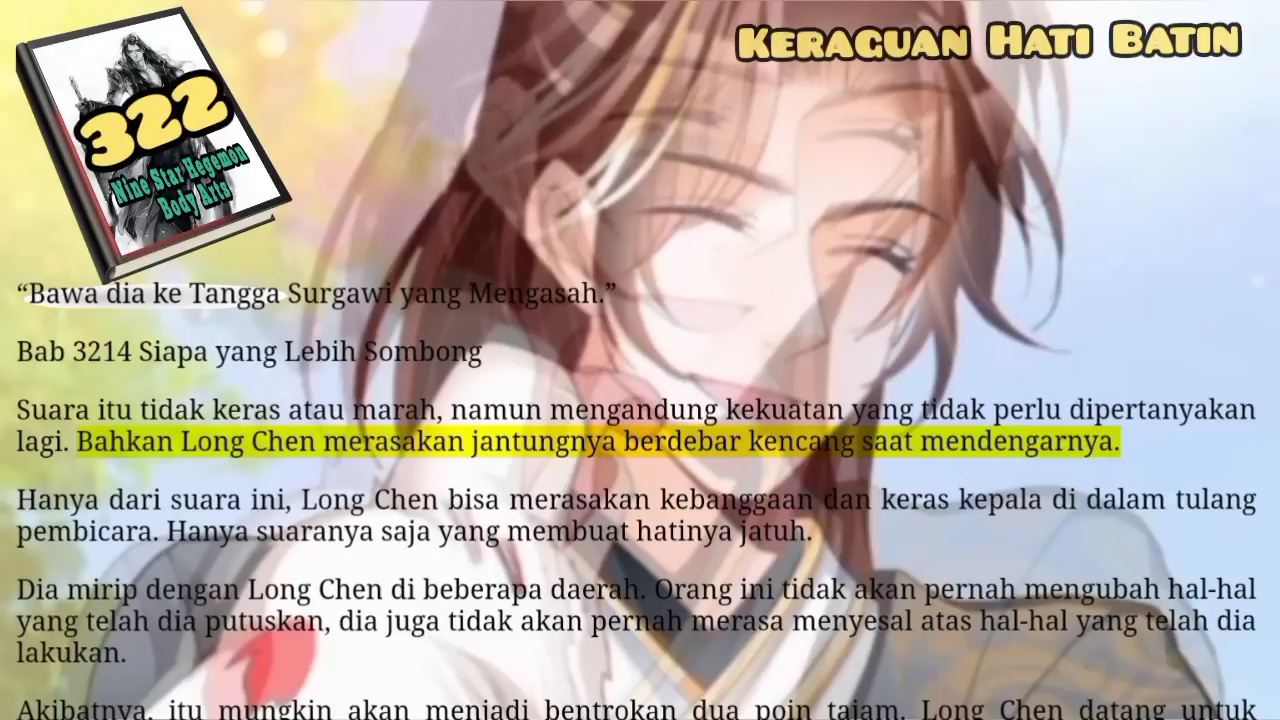 KERAGUAN HATI BATIN
322
Nine Star Hegemon
Body Arts
“Bawa dia ke Tangga Surgawi yang Mengasah.”
Bab 3214 Siapa yang Lebih Sombong
Suara itu tidak keras atau marah, namun mengandung kekuatan yang tidak perlu dipertanyakan
lagi. Bahkan Long Chen merasakan jantungnya berdebar kencang saat mendengarnya.
Hanya dari suara ini, Long Chen bisa merasakan kebanggaan dan keras kepala di dalam tulang
pembicara. Hanya suaranya saja yang membuat hatinya jatuh.
Dia mirip dengan Long Chen di beberapa daerah. Orang ini tidak akan pernah mengubah hal-hal
yang telah dia putuskan, dia juga tidak akan pernah merasa menyesal atas hal-hal yang telah dia
lakukan.
Akibatnya, itu mungkin akan menjadi bentrokan dua poin tajam. Long Chen datang untuk